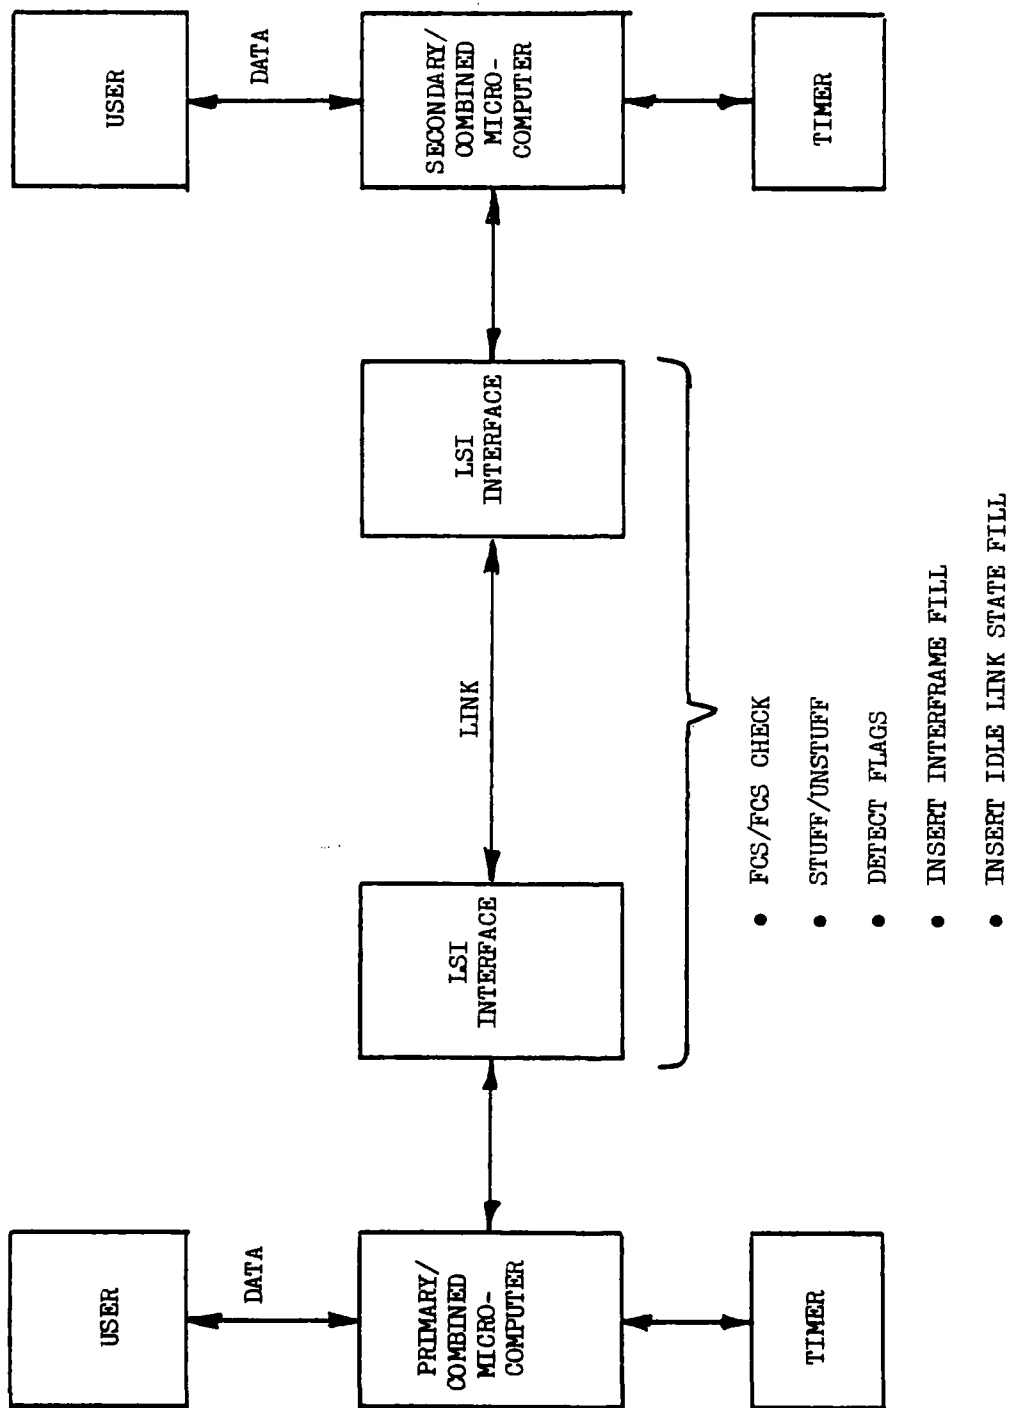 USER
USER
DATA
DATA
PRIMARY/
COMBINED
MICRO-
COMPUTER
LSI
INTERFACE
LINK
LSI
INTERFACE
SECONDARY/
COMBINED
MICRO-
COMPUTER
TIMER
TIMER
• FCS/FCS CHECK
• STUFF/UNSTUFF
• DETECT FLAGS
• INSERT INTERFRAME FILL
• INSERT IDLE LINK STATE FILL